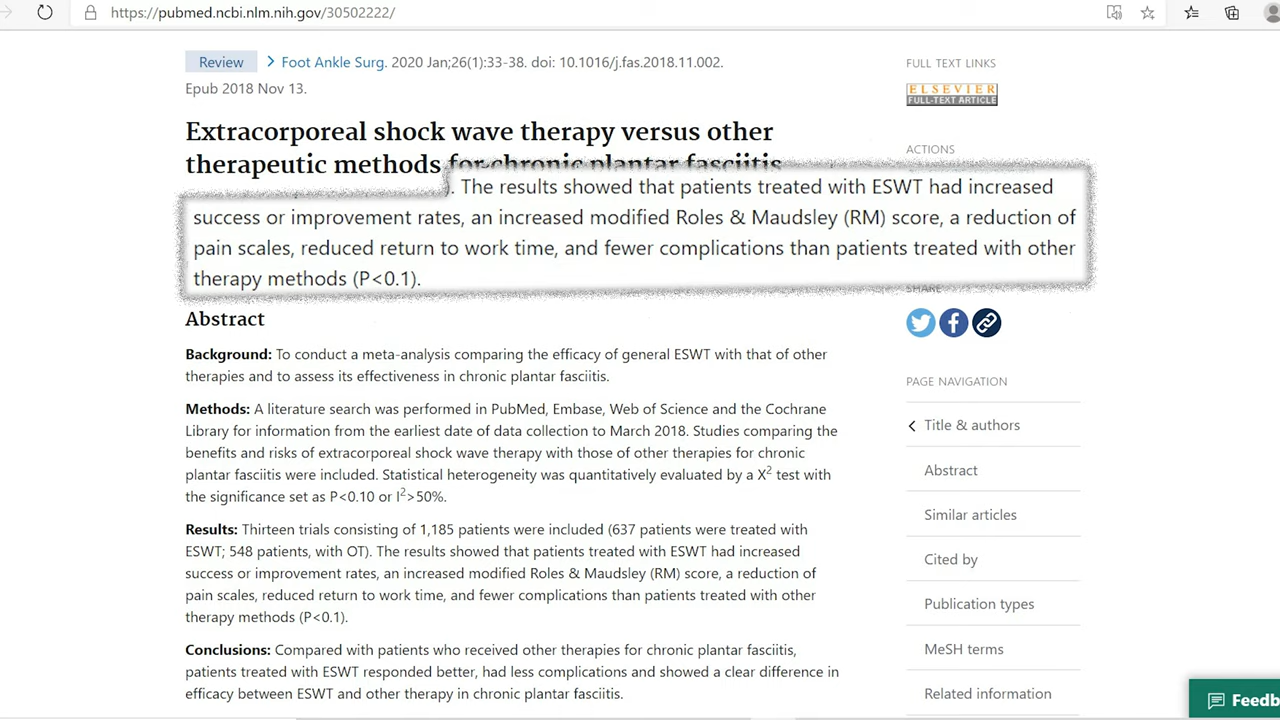 https://pubmed.ncbi.nlm.nih.gov/30502222/
Review > Foot Ankle Surg. 2020 Jan;26(1):33-38. doi: 10.1016/j.fas.2018.11.002.
Epub 2018 Nov 13.
Extracorporeal shock wave therapy versus other
therapeutic methods for chronic plantar fasciitis
). The results showed that patients treated with ESWT had increased
success or improvement rates, an increased modified Roles & Maudsley (RM) score, a reduction of
pain scales, reduced return to work time, and fewer complications than patients treated with other
therapy methods (P<0.1).
Abstract
Background: To conduct a meta-analysis comparing the efficacy of general ESWT with that of other
therapies and to assess its effectiveness in chronic plantar fasciitis.
Methods: A literature search was performed in PubMed, Embase, Web of Science and the Cochrane
Library for information from the earliest date of data collection to March 2018. Studies comparing the
benefits and risks of extracorporeal shock wave therapy with those of other therapies for chronic
plantar fasciitis were included. Statistical heterogeneity was quantitatively evaluated by a X² test with
the significance set as P<0.10 or I²>50%.
Results: Thirteen trials consisting of 1,185 patients were included (637 patients were treated with
ESWT; 548 patients, with OT). The results showed that patients treated with ESWT had increased
success or improvement rates, an increased modified Roles & Maudsley (RM) score, a reduction of
pain scales, reduced return to work time, and fewer complications than patients treated with other
therapy methods (P<0.1).
Conclusions: Compared with patients who received other therapies for chronic plantar fasciitis,
patients treated with ESWT responded better, had less complications and showed a clear difference in
efficacy between ESWT and other therapy in chronic plantar fasciitis.
FULL TEXT LINKS
ELSEVIER
FULL-TEXT ARTICLE
ACTIONS
SHARE
PAGE NAVIGATION
Title & authors
Abstract
Similar articles
Cited by
Publication types
MeSH terms
Related information
Feedb